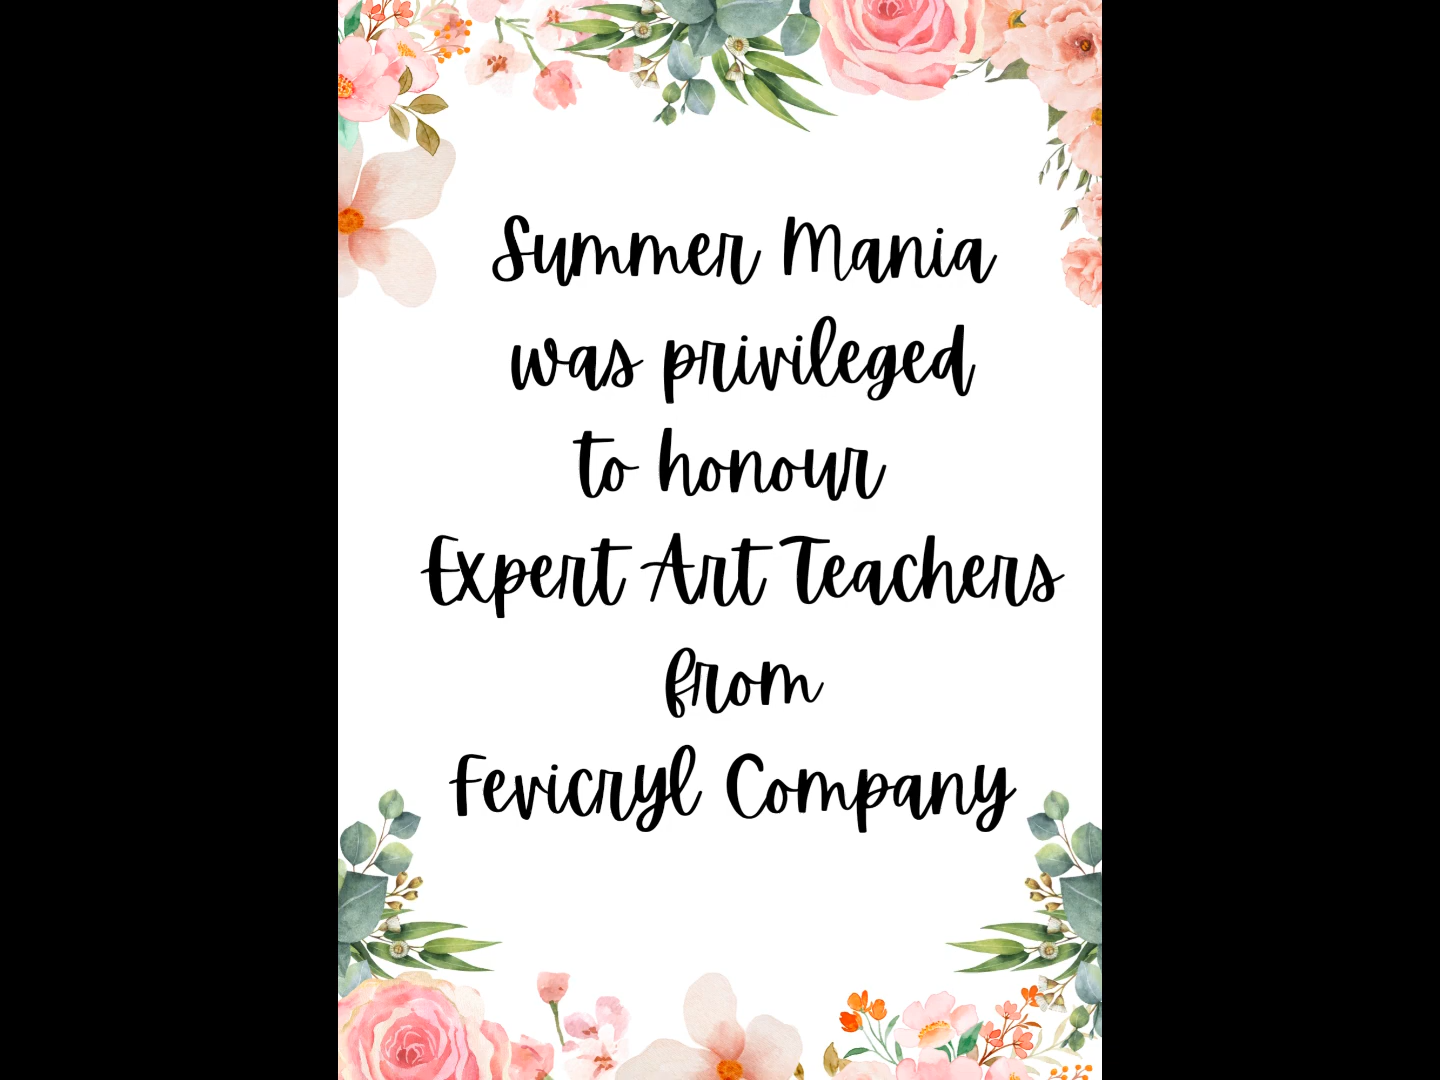 Summer Mania
was privileged
to honour
Expert Art Teachers
from
Fevicryl Company